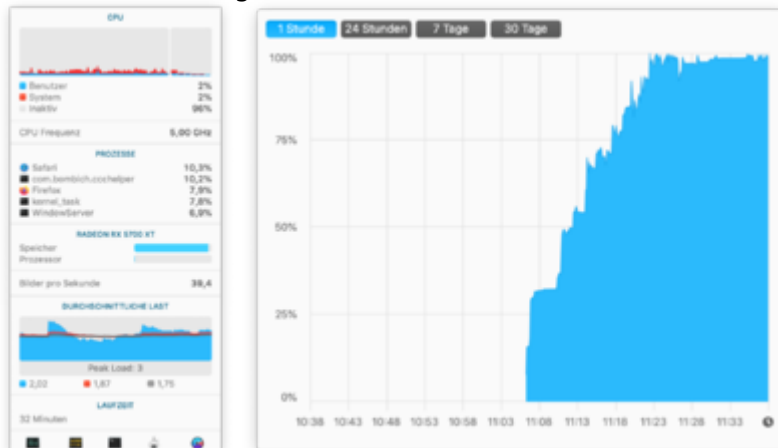 CPU
Benutzer 2%
System 2%
Inaktiv 96%
CPU Frequenz 5,00 GHz
PROZESSE
Safari 10,3%
com.bombich.ccchelper 10,2%
Firefox 7,9%
kernel_task 7,8%
WindowServer 6,9%
RADEON RX 5700 XT
Speicher
Prozessor
Bilder pro Sekunde 39,4
DURCHSCHNITTLICHE LAST
Peak Load: 3
2,02 1,87 1,75
LAUFZEIT
32 Minuten
1 Stunde 24 Stunden 7 Tage 30 Tage
100%
75%
50%
25%
0%
10:38 10:43 10:48 10:53 10:58 11:03 11:08 11:13 11:18 11:23 11:28 11:33